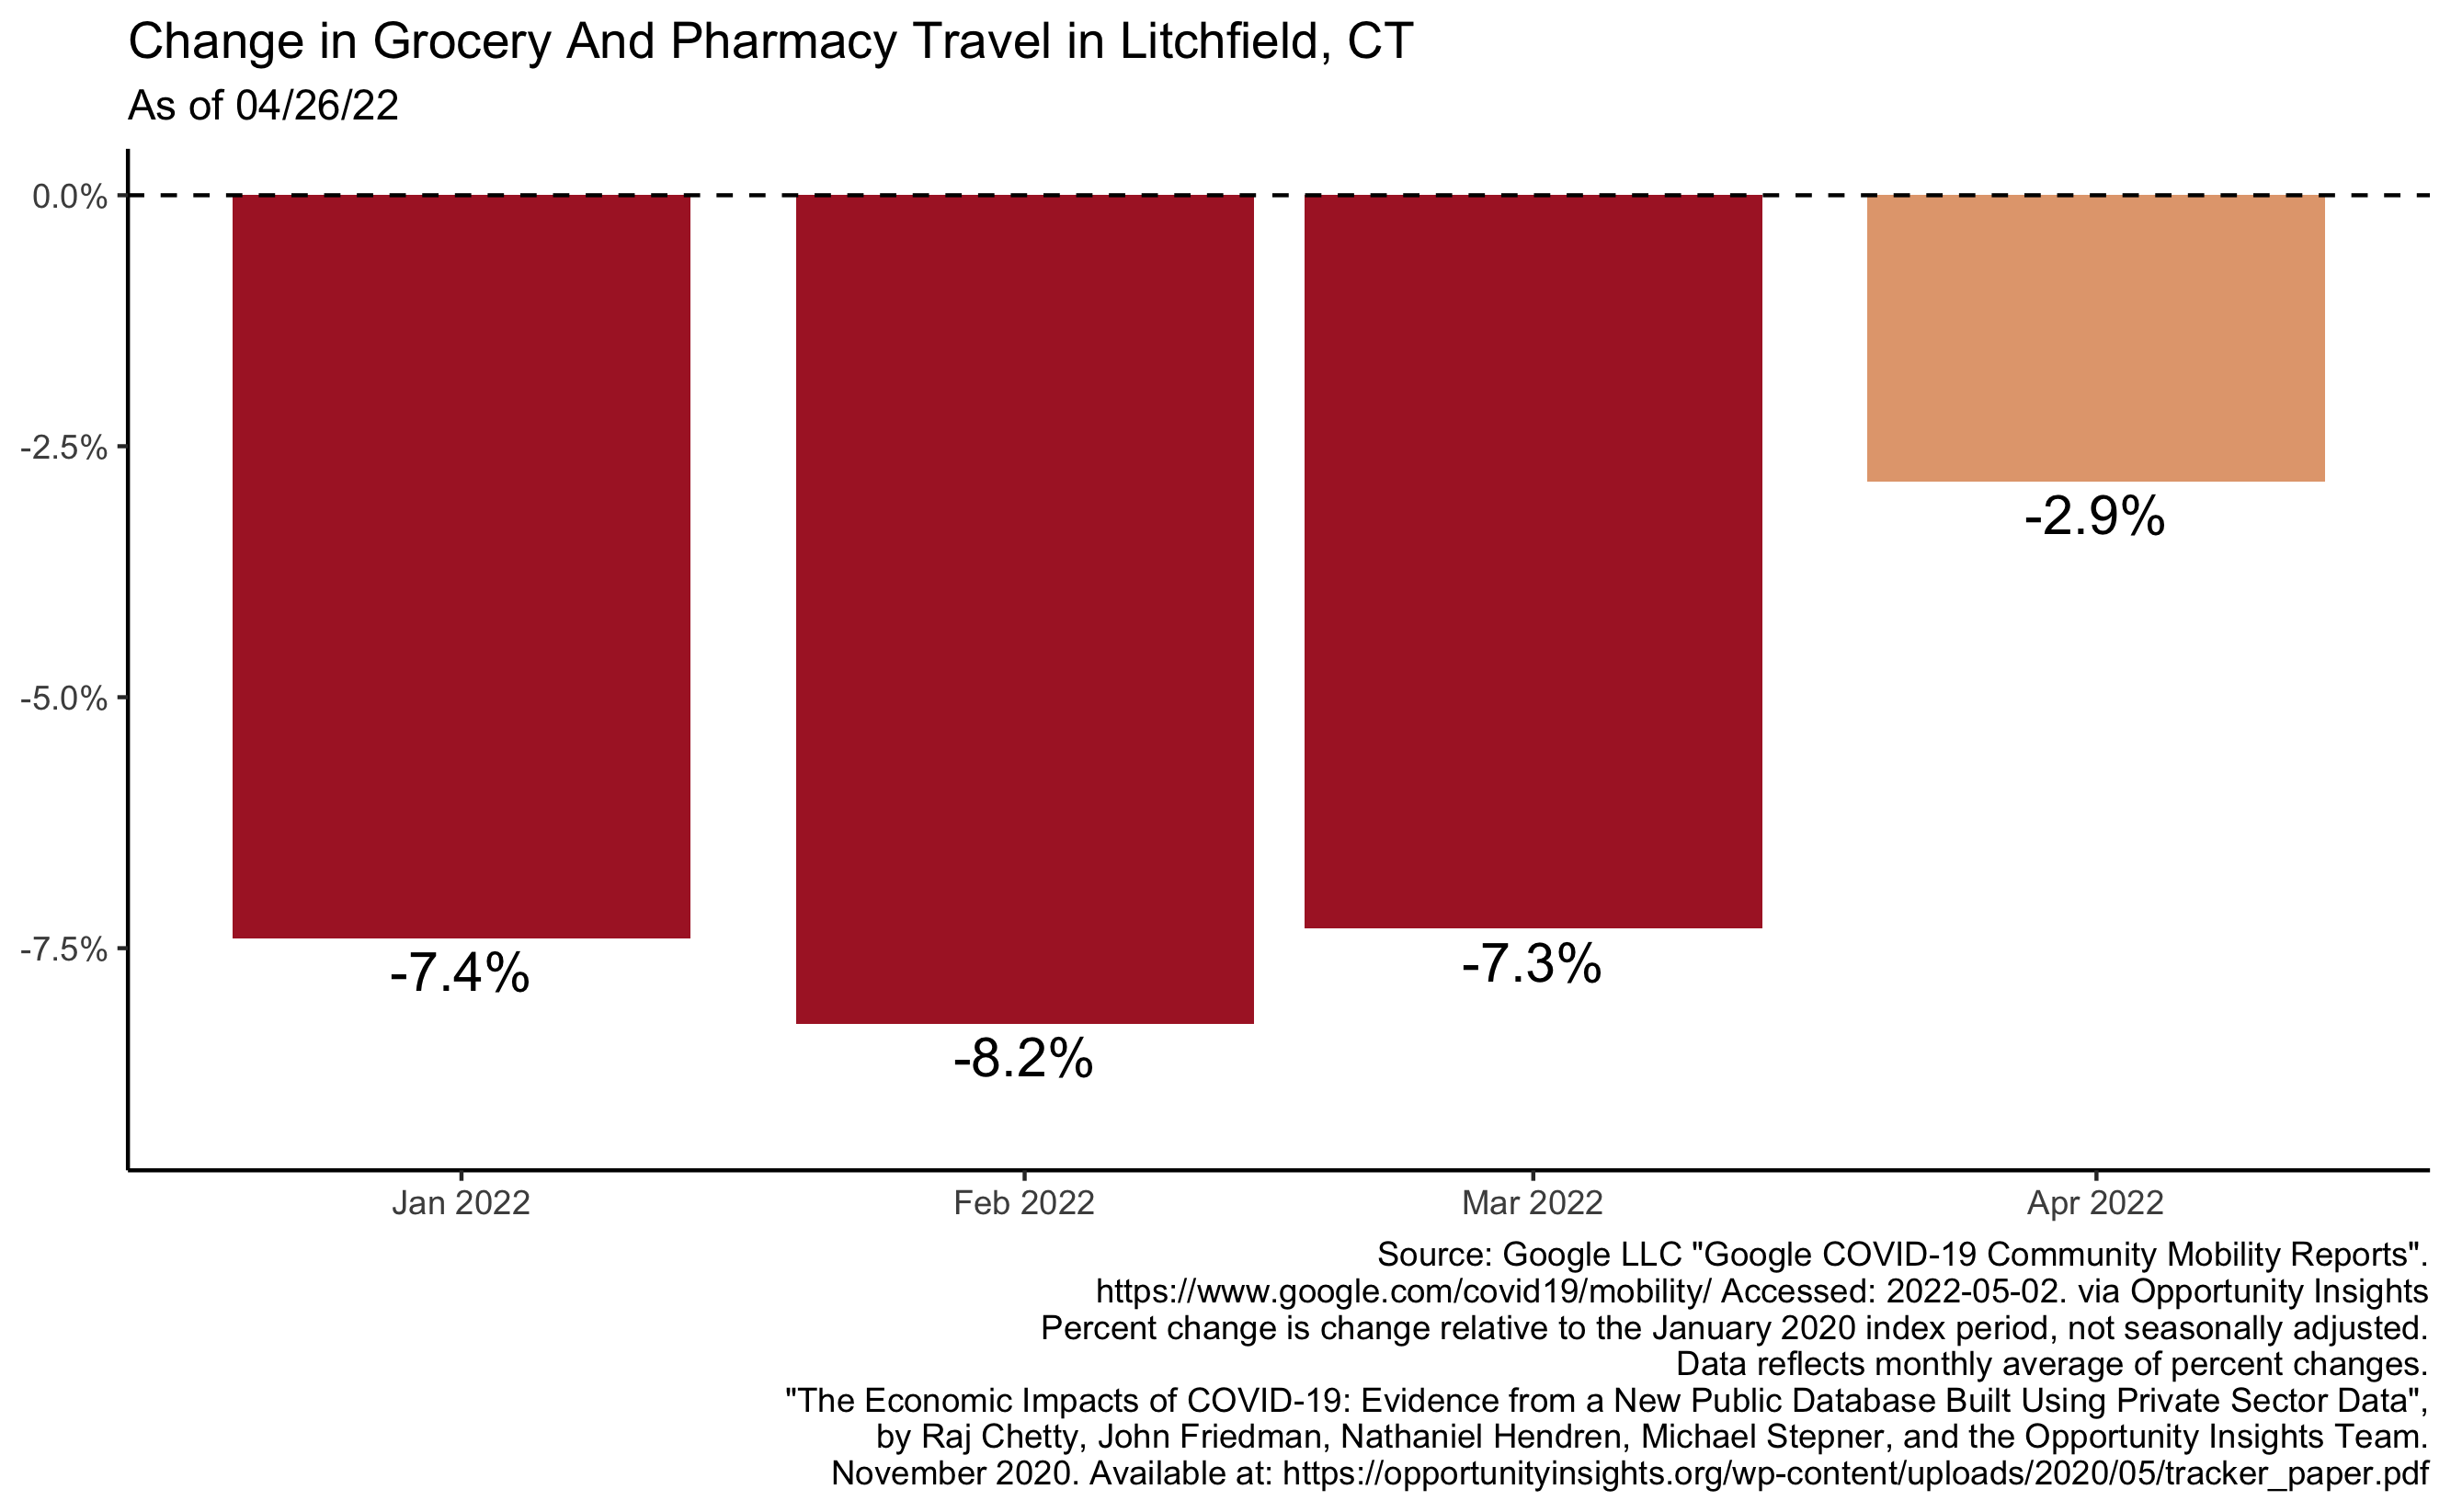 Change in Grocery And Pharmacy Travel in Litchfield, CT
As of 04/26/22
0.0%
-2.5%
-5.0%
-7.5%
-7.4%
-8.2%
-7.3%
-2.9%
Jan 2022
Feb 2022
Mar 2022
Apr 2022
Source: Google LLC "Google COVID-19 Community Mobility Reports".
https://www.google.com/covid19/mobility/ Accessed: 2022-05-02. via Opportunity Insights
Percent change is change relative to the January 2020 index period, not seasonally adjusted.
Data reflects monthly average of percent changes.
"The Economic Impacts of COVID-19: Evidence from a New Public Database Built Using Private Sector Data",
by Raj Chetty, John Friedman, Nathaniel Hendren, Michael Stepner, and the Opportunity Insights Team.
November 2020. Available at: https://opportunityinsights.org/wp-content/uploads/2020/05/tracker_paper.pdf